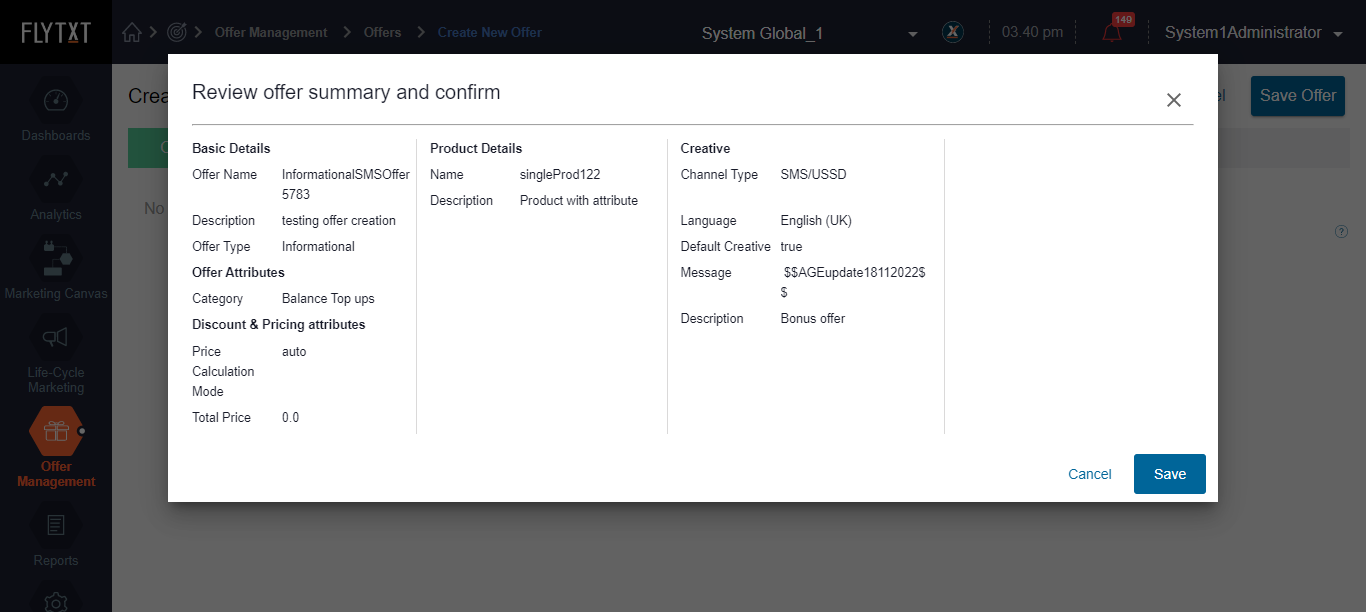 FLYTXT
Offer Management
Offers
Create New Offer
System Global_1
X
03.40 pm
149
System1Administrator
Dashboards
Analytics
Marketing Canvas
Life-Cycle
Marketing
Offer
Management
Reports
Save Offer
No
?
Review offer summary and confirm
Basic Details
Offer Name InformationalSMSOffer
5783
Description testing offer creation
Offer Type Informational
Offer Attributes
Category Balance Top ups
Discount & Pricing attributes
Price auto
Calculation
Mode
Total Price 0.0
Product Details
Name singleProd122
Description Product with attribute
Creative
Channel Type SMS/USSD
Language English (UK)
Default Creative true
Message $$AGEupdate18112022$
$
Description Bonus offer
Cancel
Save